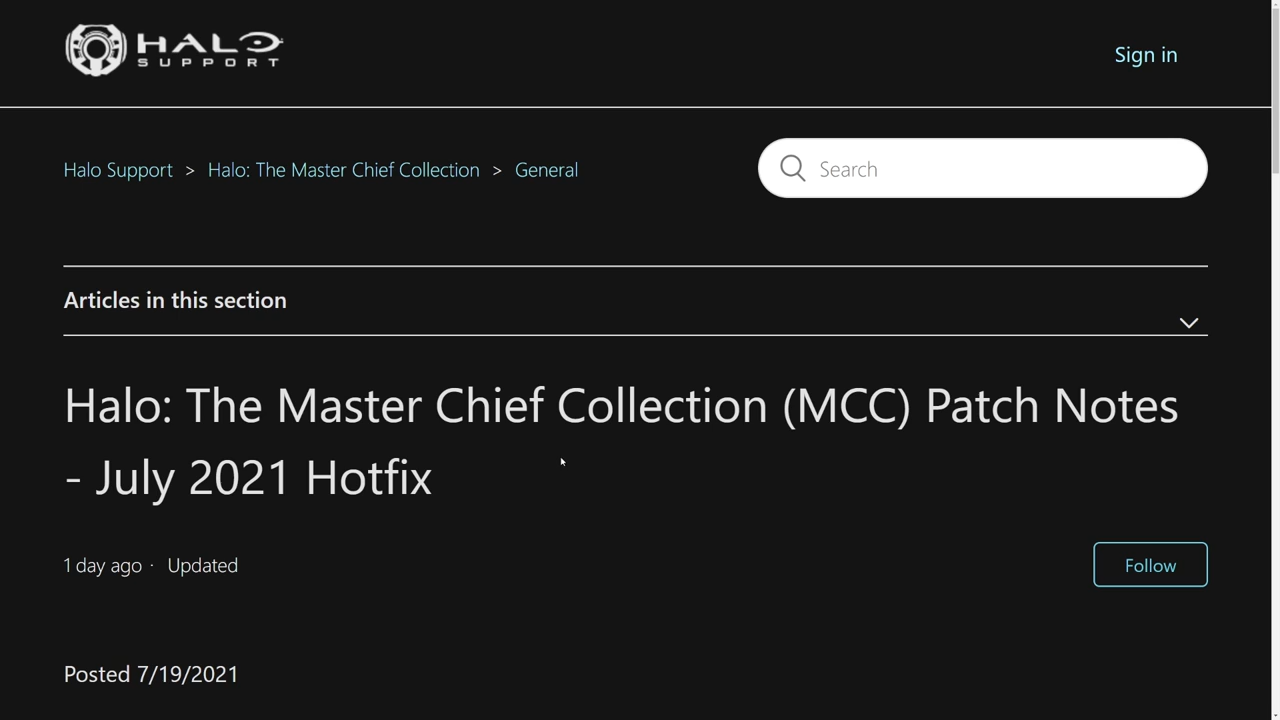 HALO
SUPPORT
Sign in
Halo Support > Halo: The Master Chief Collection > General
Search
Articles in this section
Halo: The Master Chief Collection (MCC) Patch Notes
- July 2021 Hotfix
1 day ago · Updated
Follow
Posted 7/19/2021